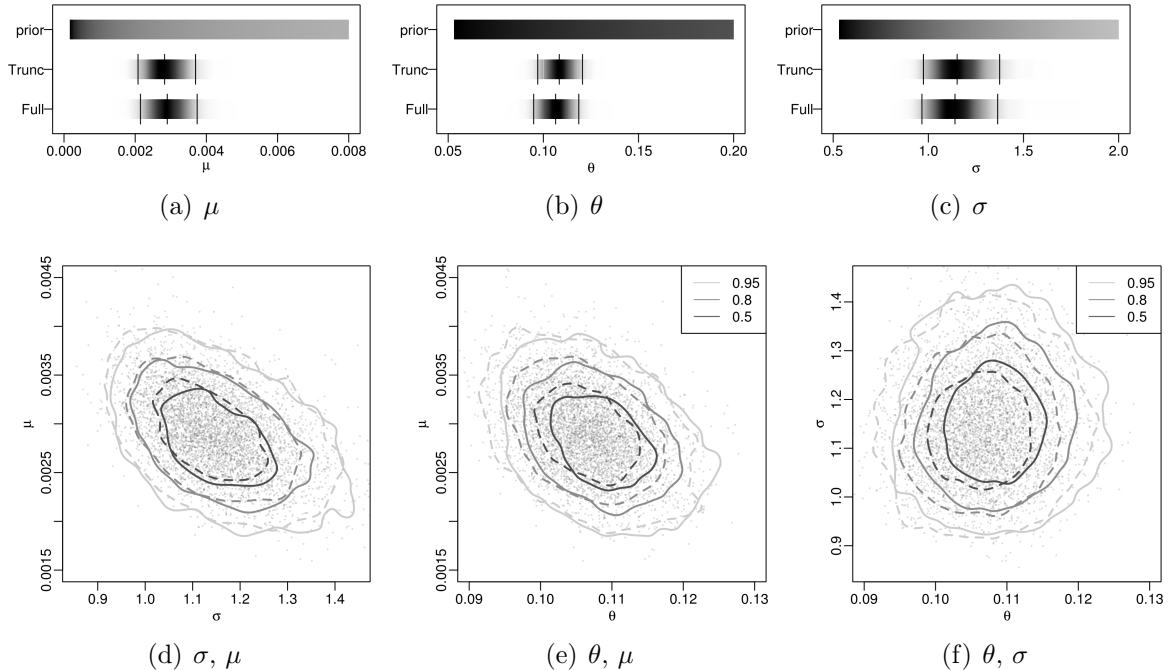 prior
Trunc
Full
0.000 0.002 0.004 0.006 0.008
μ
(a) μ
prior
Trunc
Full
0.05 0.10 0.15 0.20
θ
(b) θ
prior
Trunc
Full
0.5 1.0 1.5 2.0
σ
(c) σ
0.0045
0.0035
0.0025
0.0015
μ
0.9 1.0 1.1 1.2 1.3 1.4
σ
(d) σ, μ
0.95
0.8
0.5
0.0045
0.0035
0.0025
0.0015
μ
0.09 0.10 0.11 0.12 0.13
θ
(e) θ, μ
0.95
0.8
0.5
1.4
1.3
1.2
1.1
1.0
0.9
σ
0.09 0.10 0.11 0.12 0.13
θ
(f) θ, σ